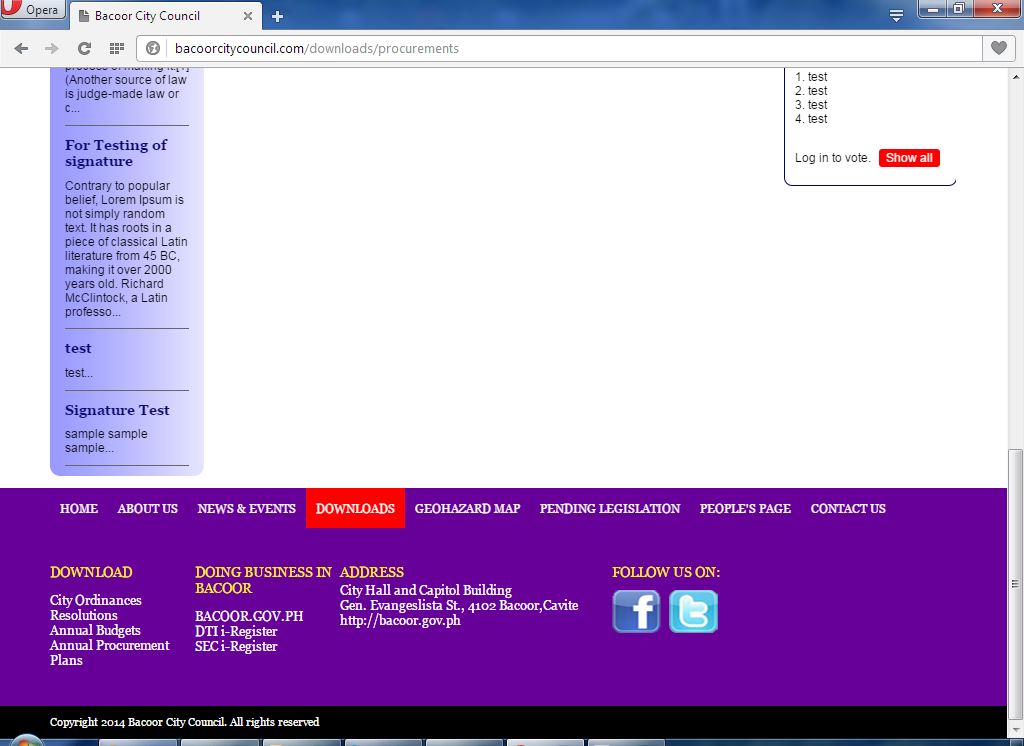 Opera
Bacoor City Council
bacoorcitycouncil.com/downloads/procurements
process of making it.[1]
(Another source of law
is judge-made law or
c...
For Testing of
signature
Contrary to popular
belief, Lorem Ipsum is
not simply random
text. It has roots in a
piece of classical Latin
literature from 45 BC,
making it over 2000
years old. Richard
McClintock, a Latin
professo...
test
test...
Signature Test
sample sample
sample...
1. test
2. test
3. test
4. test
Log in to vote. Show all
HOME ABOUT US NEWS & EVENTS DOWNLOADS GEOHAZARD MAP PENDING LEGISLATION PEOPLE'S PAGE CONTACT US
DOWNLOAD
City Ordinances
Resolutions
Annual Budgets
Annual Procurement
Plans
DOING BUSINESS IN
BACOOR
BACOOR.GOV.PH
DTI i-Register
SEC i-Register
ADDRESS
City Hall and Capitol Building
Gen. Evangeslista St., 4102 Bacoor,Cavite
http://bacoor.gov.ph
FOLLOW US ON:
f
t
Copyright 2014 Bacoor City Council. All rights reserved